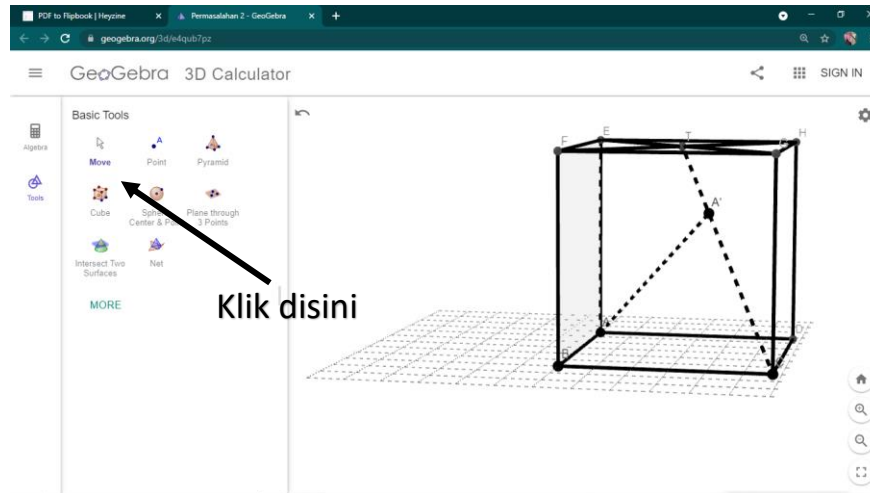 PDF to Flipbook | Heyzine
Permasalahan 2 - GeoGebra
geogebra.org/3d/e4qub7pz
GeoGebra 3D Calculator
SIGN IN
Algebra
Tools
Basic Tools
Move
Point
Pyramid
Cube
Sphere:
Center &
Plane through
3 Points
Intersect Two
Surfaces
Net
MORE
Klik disini
F
E
T
H
A'
A
B